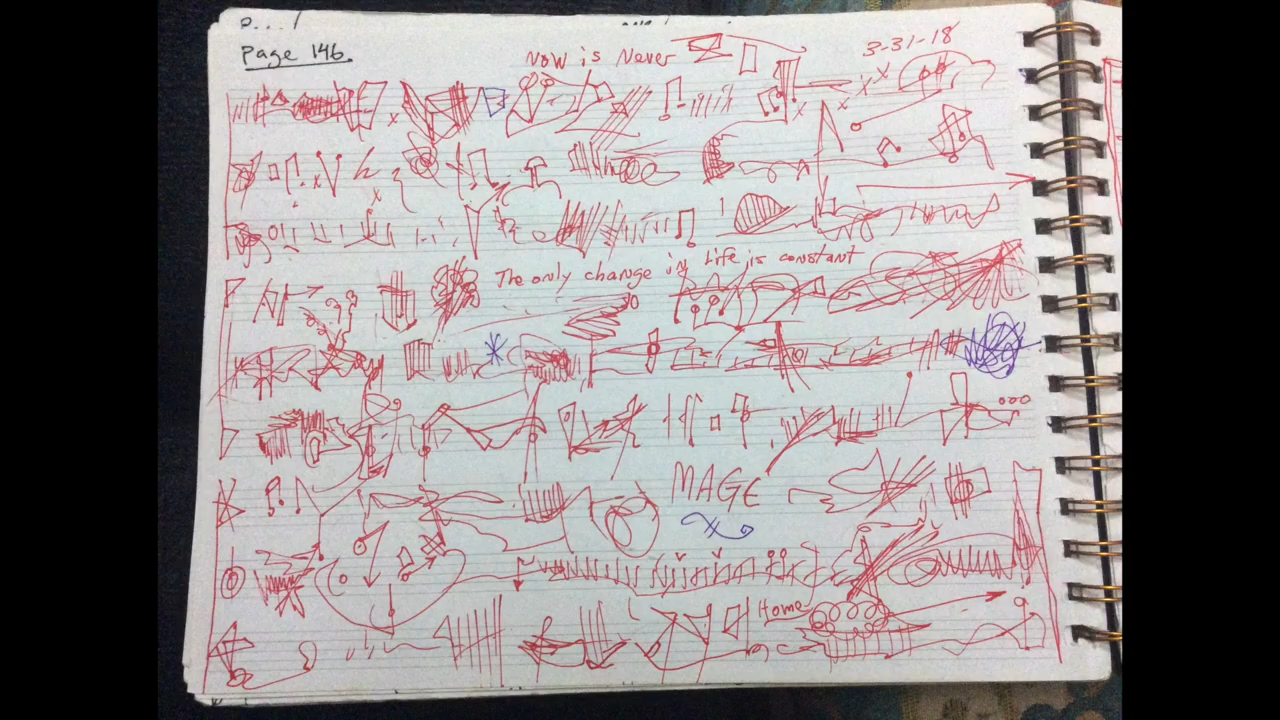 Page 146.
Now is Never
3-31-18
The only change in Life is constant
MAGE
Home